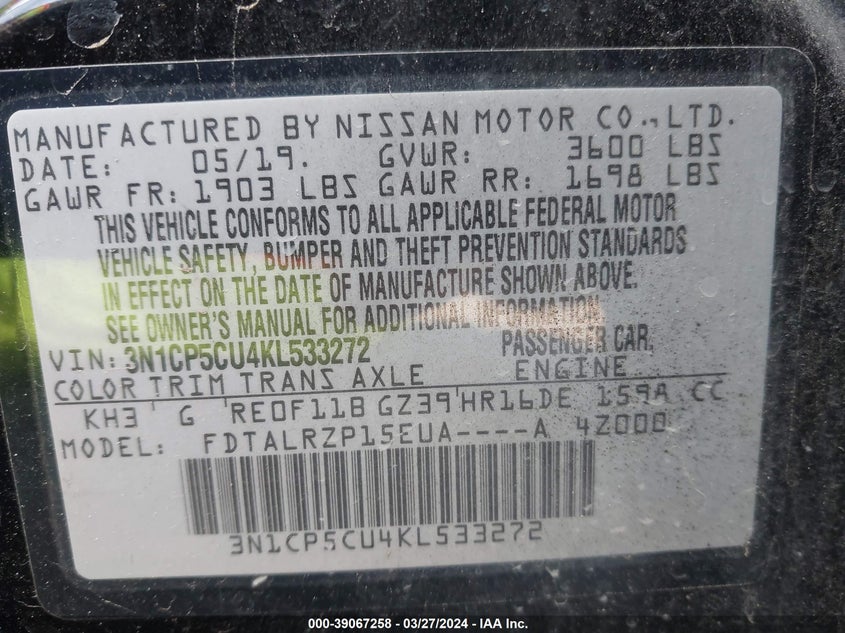 MANUFACTURED BY NISSAN MOTOR CO., LTD.
DATE: 05/19. GVWR: 3600 LBS
GAWR FR: 1903 LBS GAWR RR: 1698 LBS
THIS VEHICLE CONFORMS TO ALL APPLICABLE FEDERAL MOTOR
VEHICLE SAFETY, BUMPER AND THEFT PREVENTION STANDARDS
IN EFFECT ON THE DATE OF MANUFACTURE SHOWN ABOVE.
SEE OWNER'S MANUAL FOR ADDITIONAL INFORMATION.
VIN: 3N1CP5CU4KL533272 PASSENGER CAR.
COLOR TRIM TRANS AXLE ENGINE
KH3 G RE0F11B GZ39 HR16DE 1598 CC
MODEL: FDTALRZP15EUA----A 4Z000
3N1CP5CU4KL533272
000-39067258 - 03/27/2024 - IAA Inc.